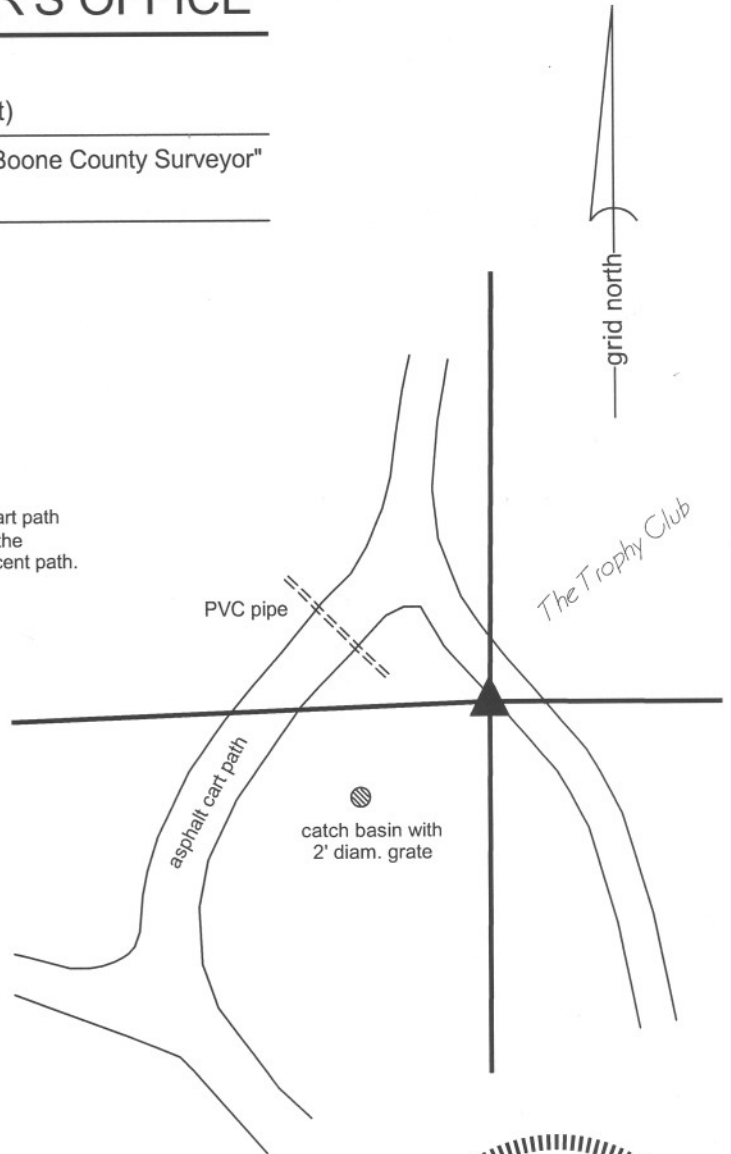 R'S OFFICE
t)
Boone County Surveyor"
grid north
art path
the
cent path.
The Trophy Club
PVC pipe
asphalt cart path
catch basin with
2' diam. grate